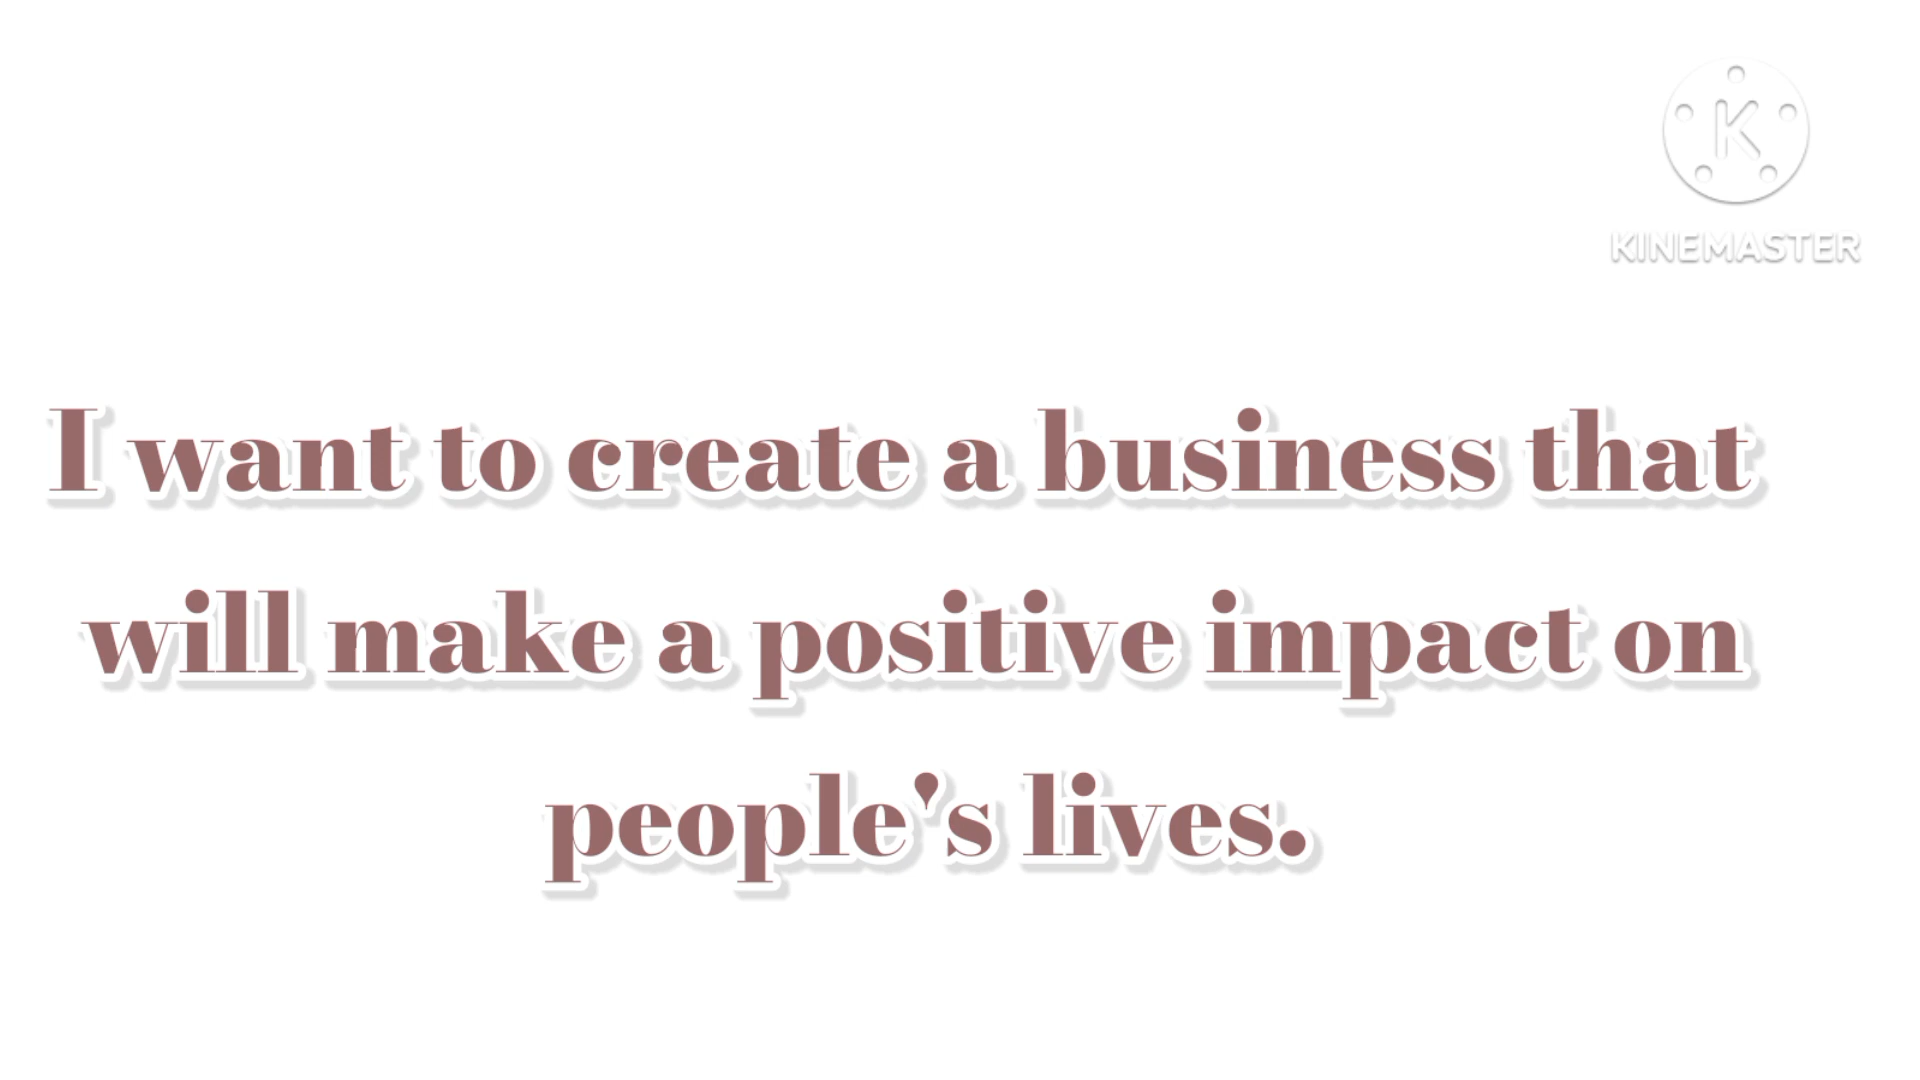 K
KINEMASTER
I want to create a business that
will make a positive impact on
people's lives.